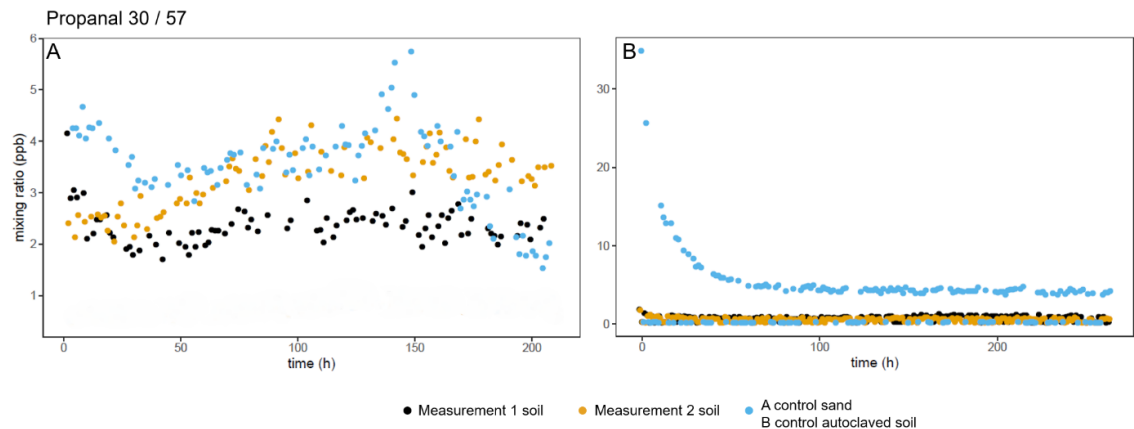 Propanal 30 / 57
A
B
mixing ratio (ppb)
6
5
4
3
2
1
0
50
100
150
200
time (h)
30
20
10
0
0
100
200
time (h)
Measurement 1 soil
Measurement 2 soil
A control sand
B control autoclaved soil